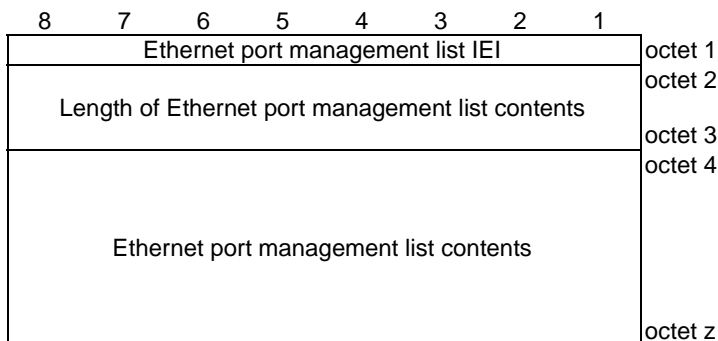 8 7 6 5 4 3 2 1
Ethernet port management list IEI octet 1
octet 2
Length of Ethernet port management list contents
octet 3
octet 4
Ethernet port management list contents
octet z